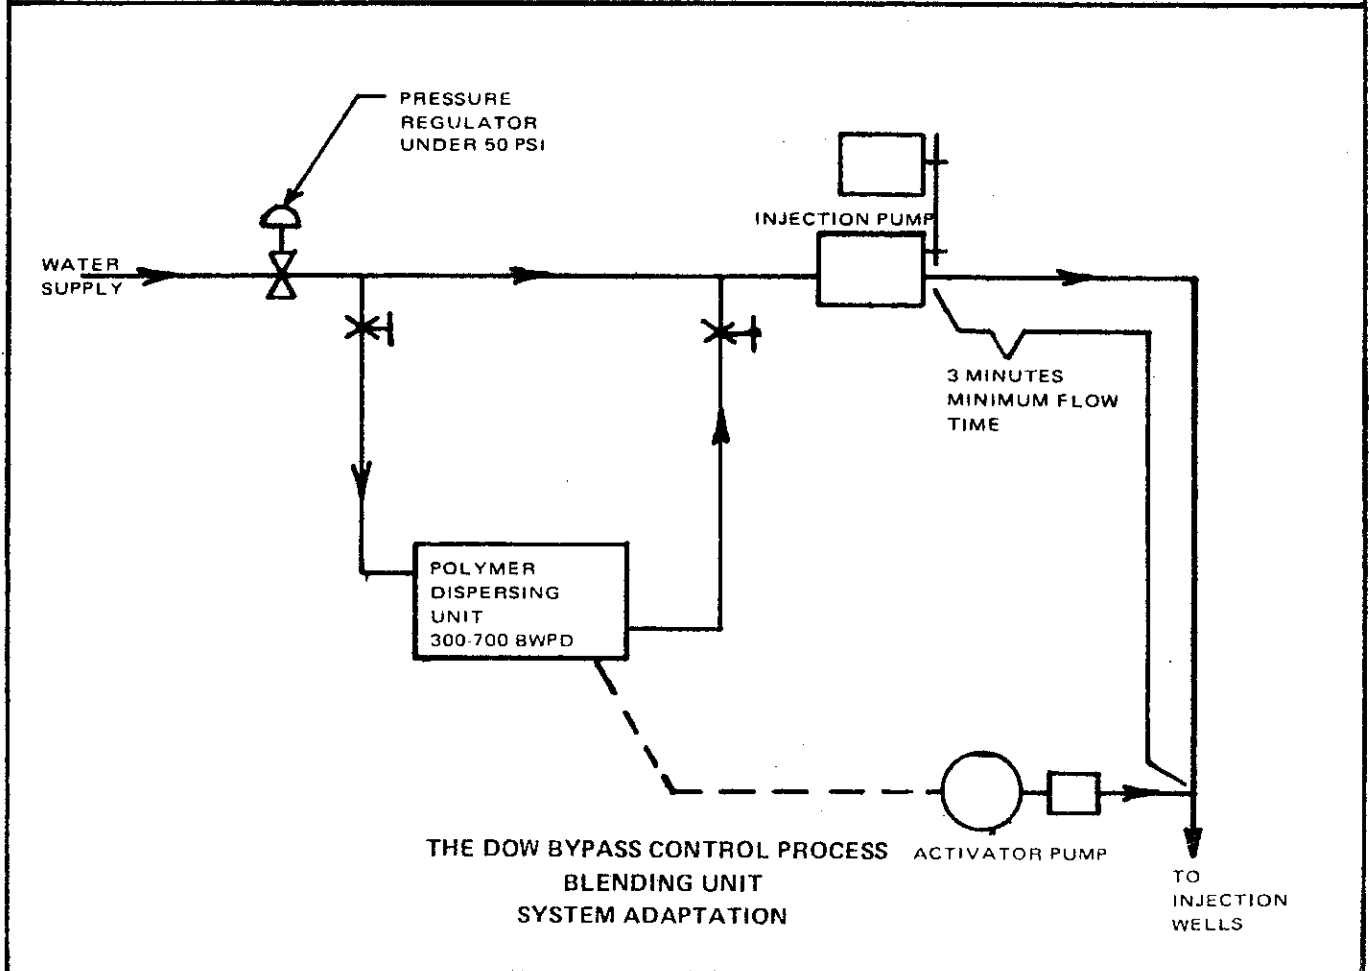 PRESSURE
REGULATOR
UNDER 50 PSI
INJECTION PUMP
WATER
SUPPLY
3 MINUTES
MINIMUM FLOW
TIME
POLYMER
DISPERSING
UNIT
300-700 BWPD
THE DOW BYPASS CONTROL PROCESS
BLENDING UNIT
SYSTEM ADAPTATION
ACTIVATOR PUMP
TO
INJECTION
WELLS